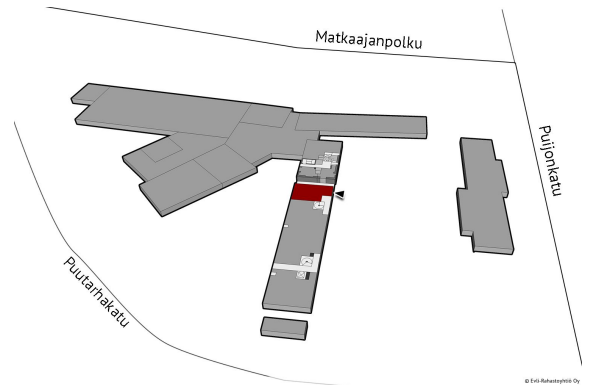 Matkaajanpolku
Puijonkatu
Puutarhakatu
© Evli-Rahastoyhtiö Oy